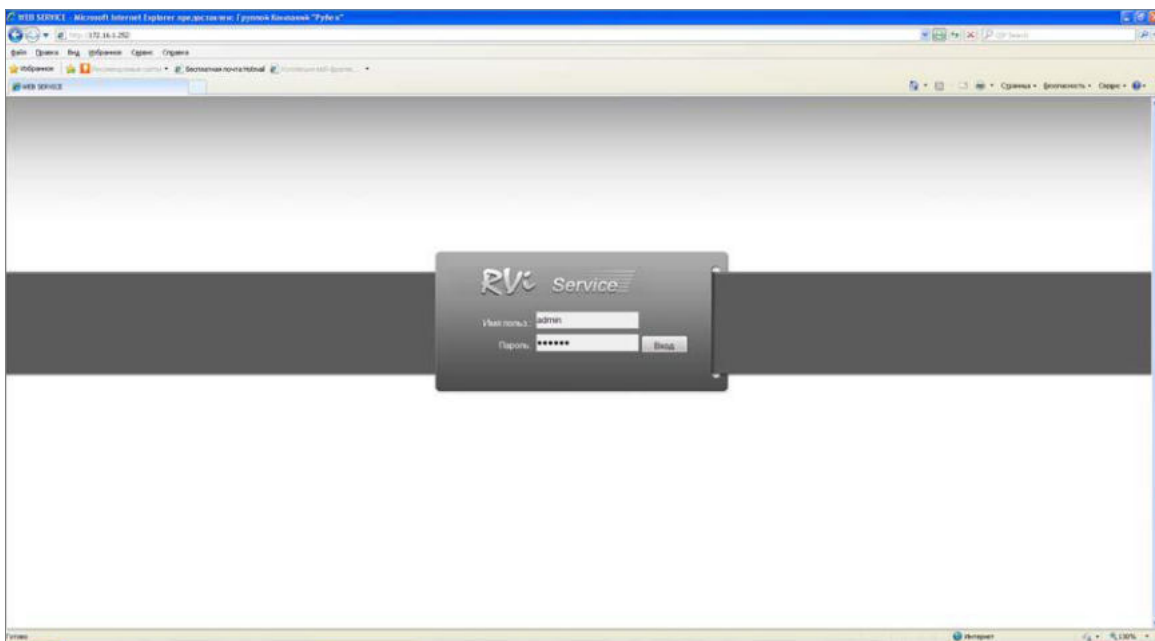 WEB SERVICE - Microsoft Internet Explorer предоставлен: Группой Компаний "Рубеж"
172.16.1.252
Файл Правка Вид Избранное Сервис Справка
Избранное Бесплатная почта Hotmail
WEB SERVICE
Страница Безопасность Сервис
RVi Service
Имя польз.: admin
Пароль: ●●●●●●
Вход
Готово
Интернет
130%